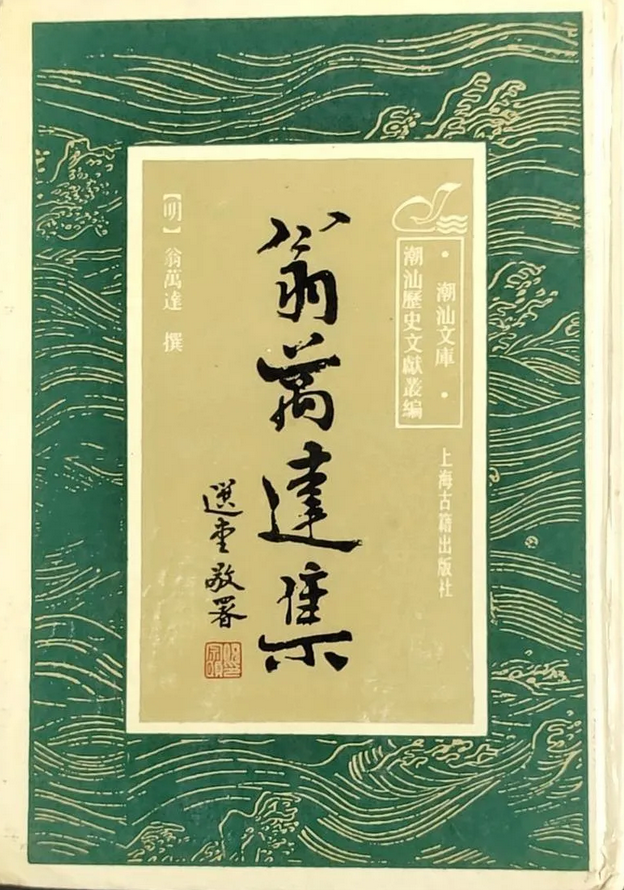 · 潮汕文庫 ·
潮汕歷史文獻叢編
上海古籍出版社
翁萬達集
選堂敬署
【明】翁萬達 撰